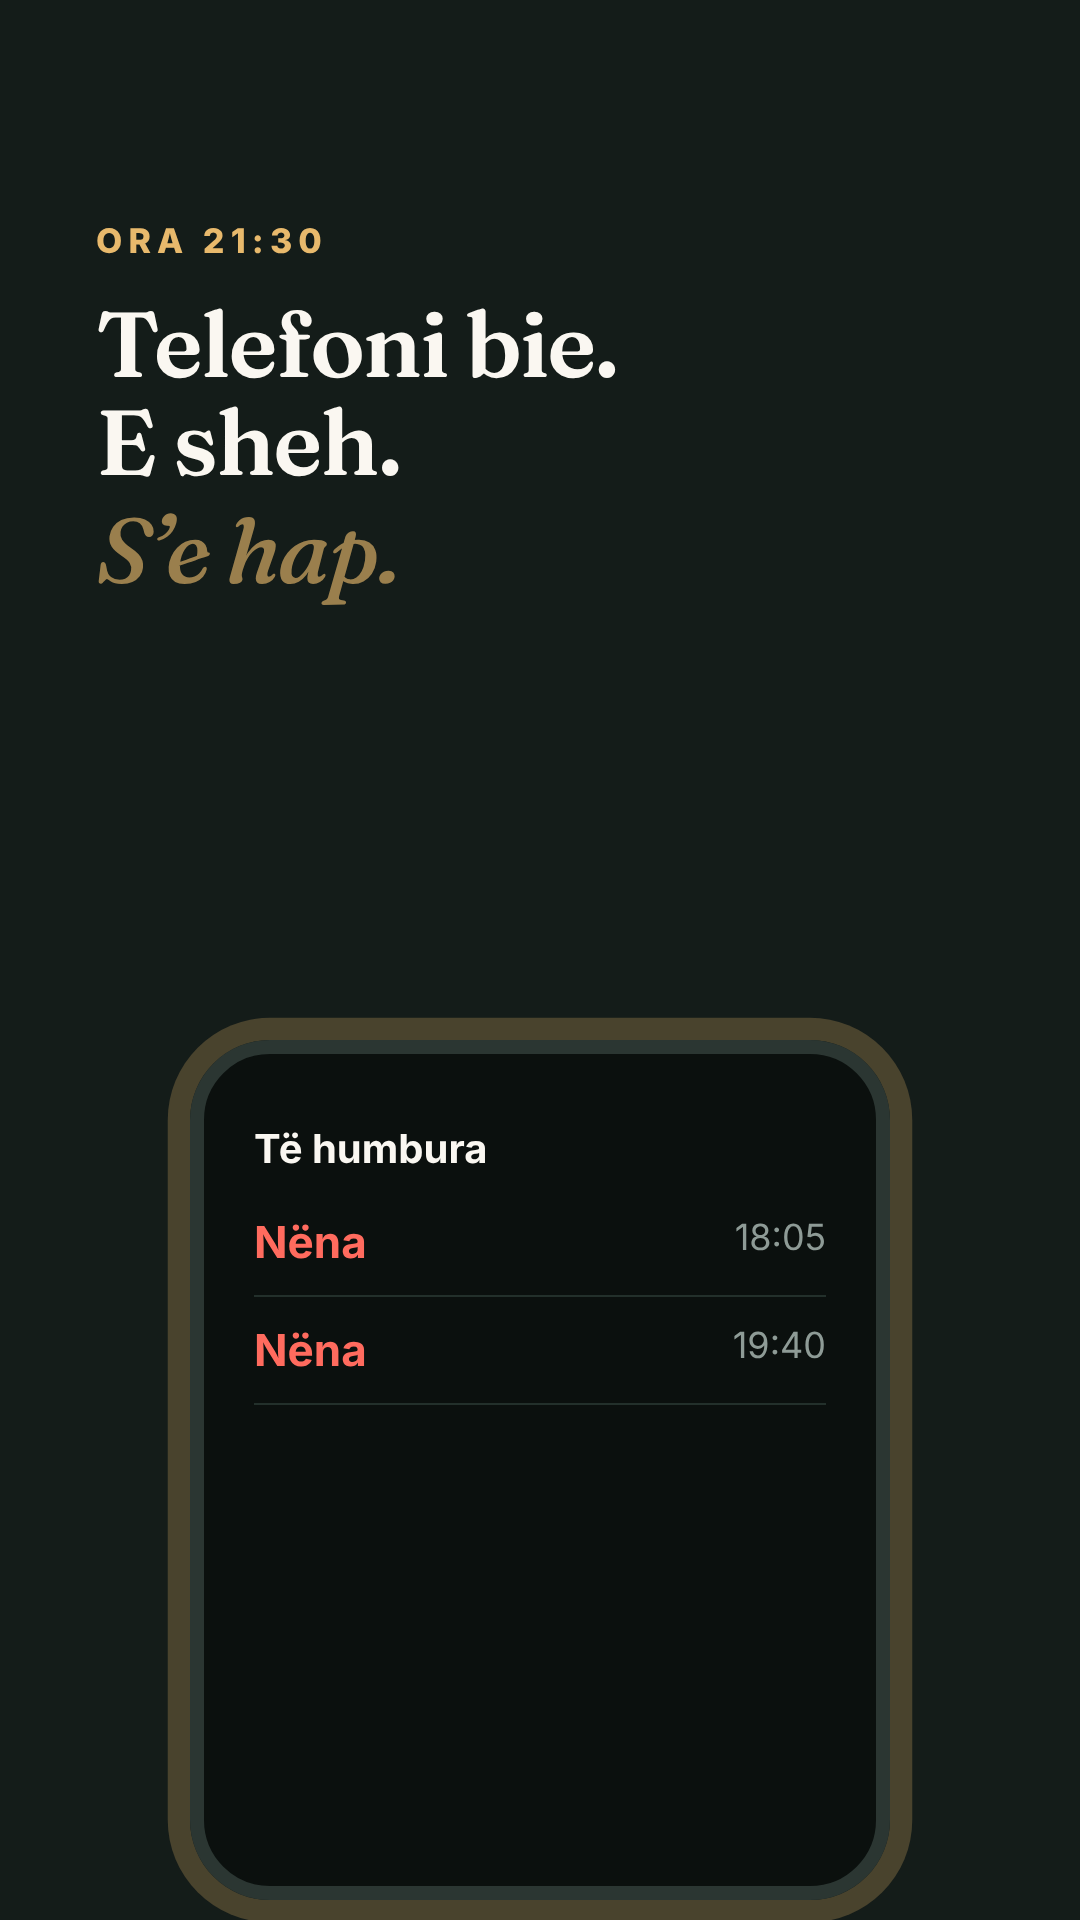 ORA 21:30
Telefoni bie.
E sheh.
S’e hap.
Të humbura
Nëna 18:05
Nëna 19:40